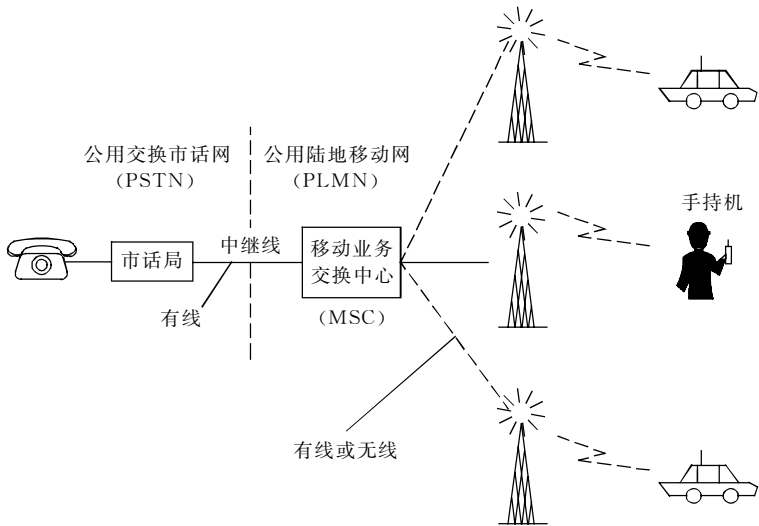 公用交换市话网
(PSTN)
公用陆地移动网
(PLMN)
手持机
市话局
中继线
移动业务
交换中心
(MSC)
有线
有线或无线